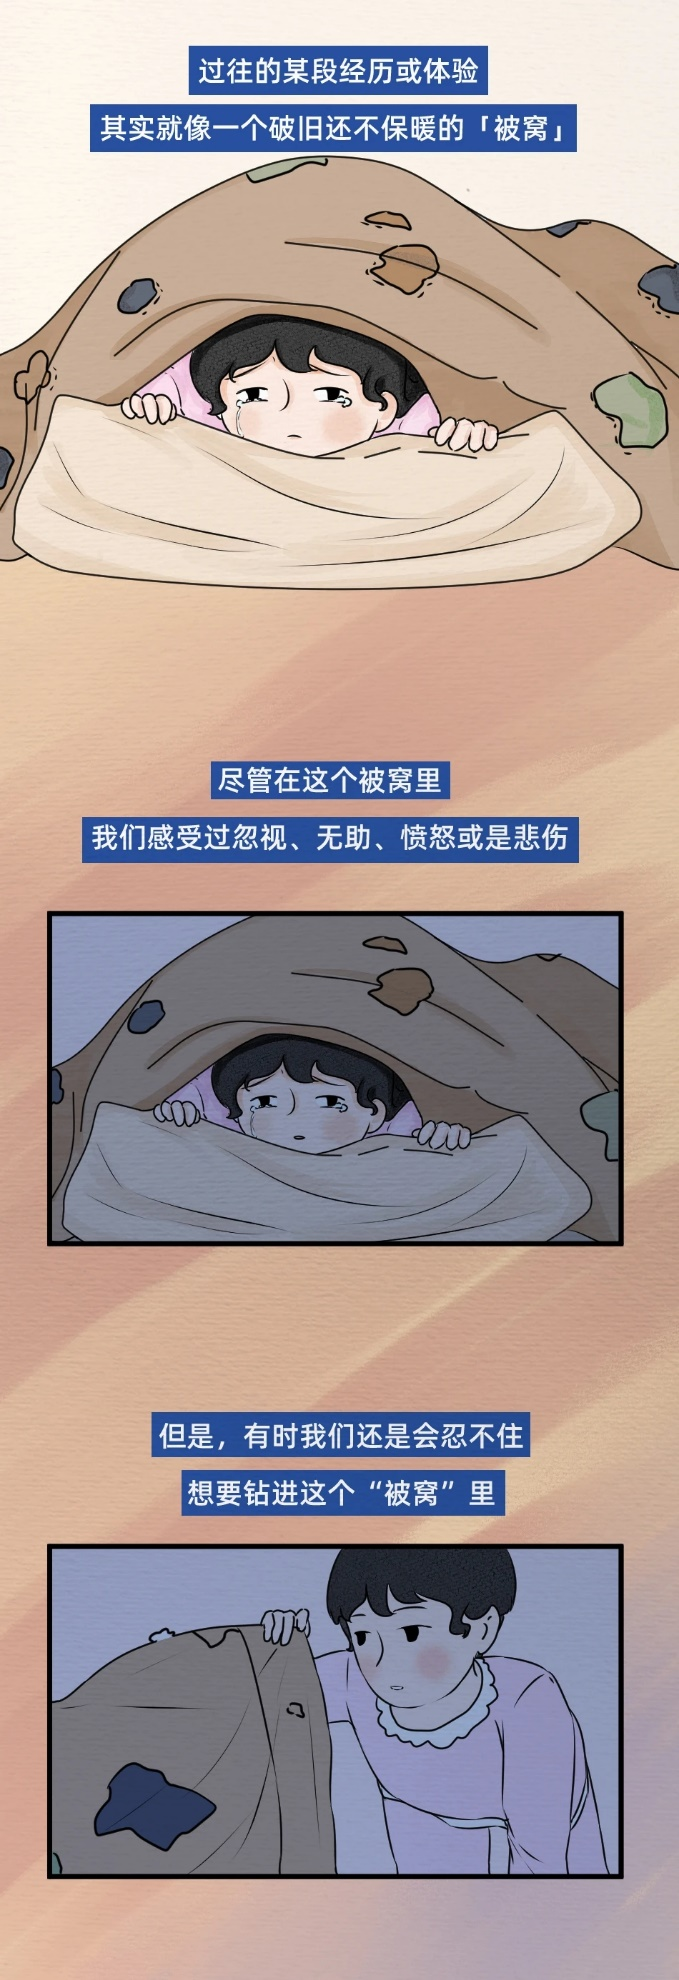 过往的某段经历或体验
其实就像一个破旧还不保暖的「被窝」
尽管在这个被窝里
我们感受过忽视、无助、愤怒或是悲伤
但是，有时我们还是会忍不住
想要钻进这个“被窝”里